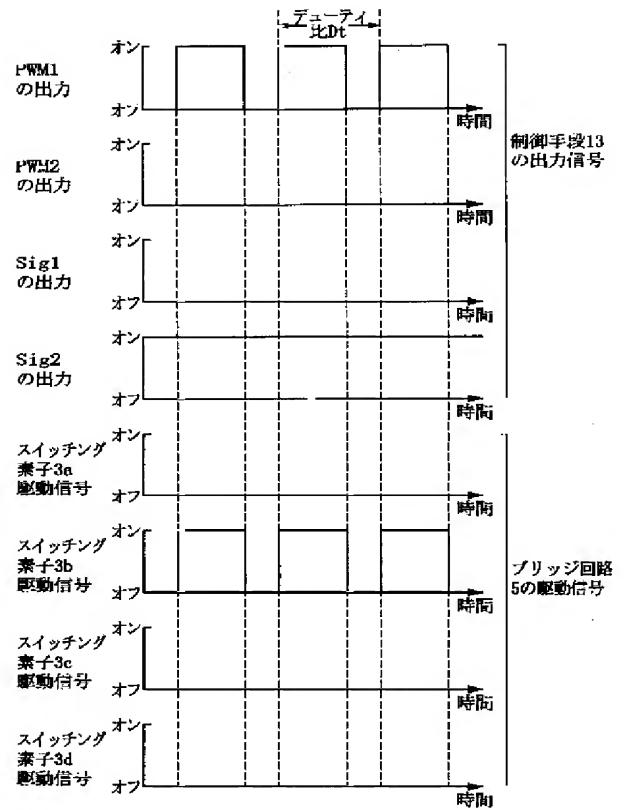 デューティ
比Dt
オン
PWM1
の出力
オフ
時間
オン
PWM2
の出力
オフ
時間
制御手段13
の出力信号
オン
Sig1
の出力
オフ
時間
オン
Sig2
の出力
オフ
時間
オン
スイッチング
素子3a
駆動信号
オフ
時間
オン
スイッチング
素子3b
駆動信号
オフ
時間
ブリッジ回路
5の駆動信号
オン
スイッチング
素子3c
駆動信号
オフ
時間
オン
スイッチング
素子3d
駆動信号
オフ
時間